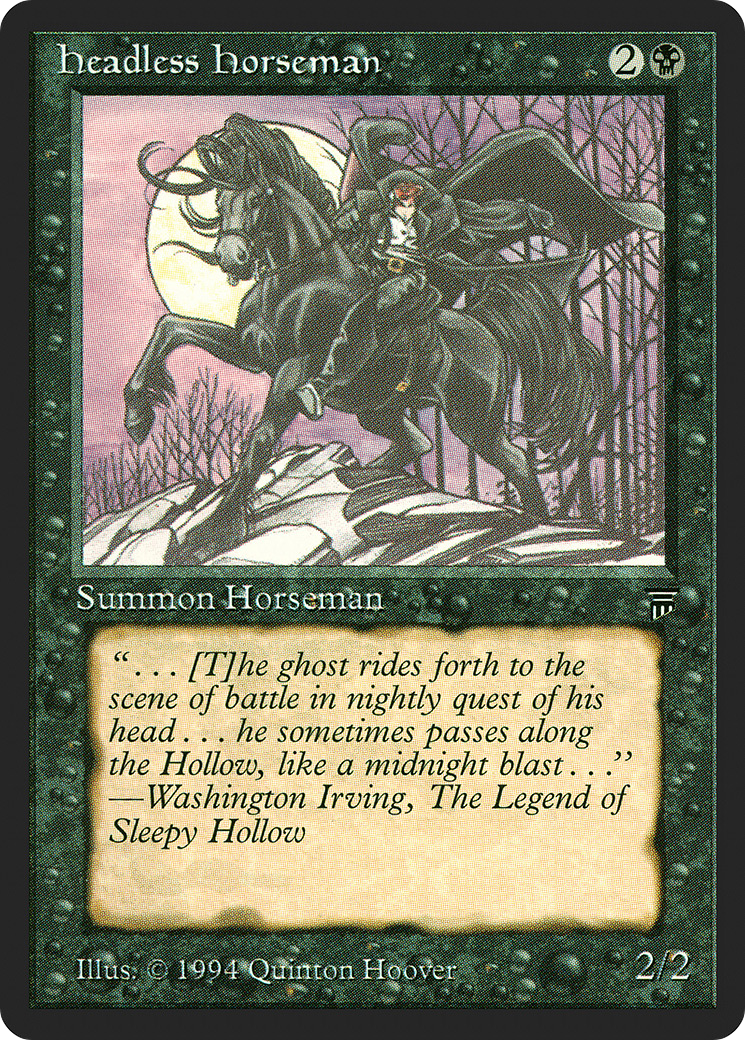 Headless Horseman 2
Summon Horseman
“ . . . [T]he ghost rides forth to the
scene of battle in nightly quest of his
head . . . he sometimes passes along
the Hollow, like a midnight blast . . .”
—Washington Irving, The Legend of
Sleepy Hollow
Illus: © 1994 Quinton Hoover 2/2